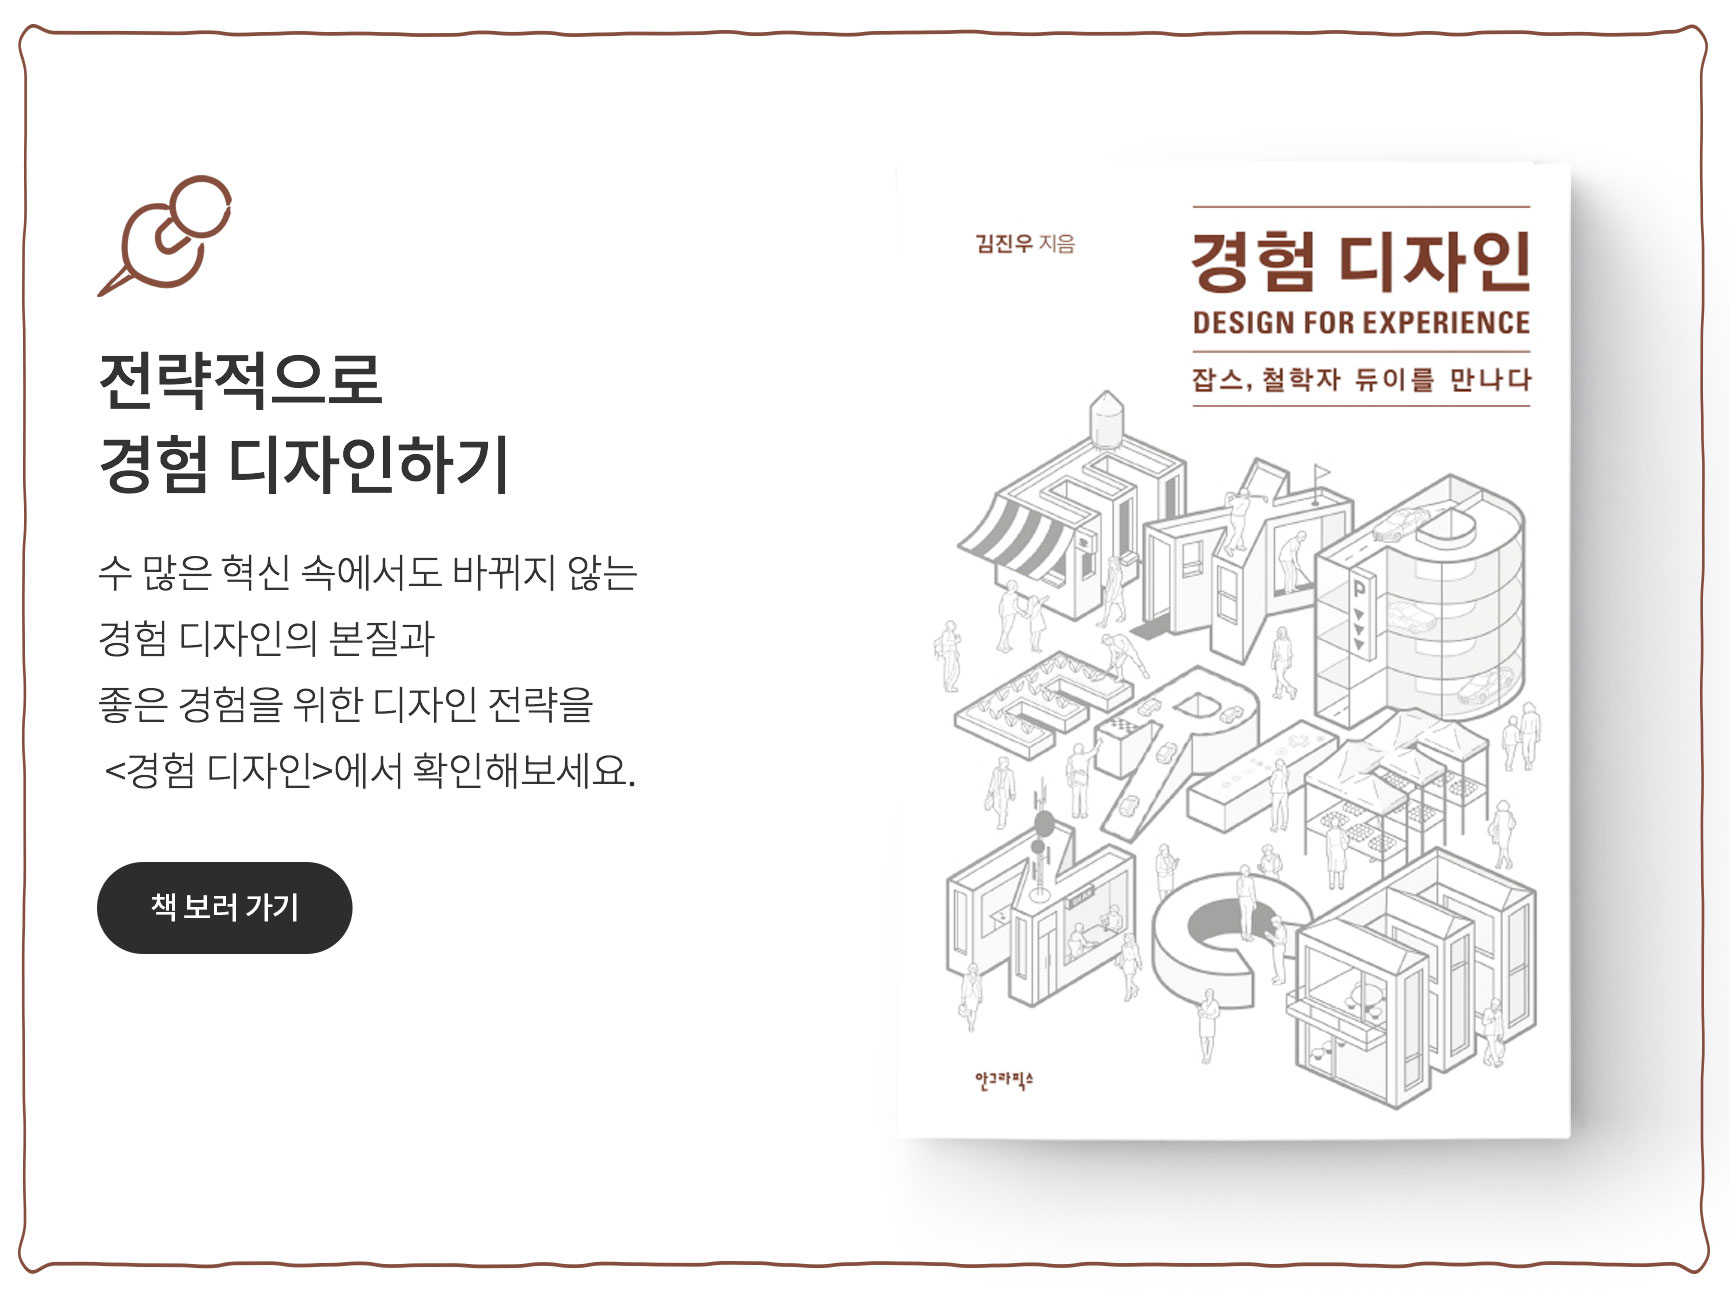 전략적으로
경험 디자인하기
수 많은 혁신 속에서도 바뀌지 않는
경험 디자인의 본질과
좋은 경험을 위한 디자인 전략을
<경험 디자인>에서 확인해보세요.
책 보러 가기
김진우 지음
경험 디자인
DESIGN FOR EXPERIENCE
잡스, 철학자 듀이를 만나다
P
안그라픽스